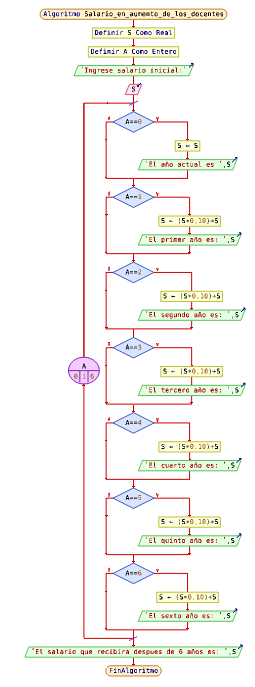 Algoritmo Salario_en_aumento_de_los_docentes
Definir S Como Real
Definir A Como Entero
'Ingrese salario inicial:'
S
A==0
F
V
S ← S
'El año actual es ',S
A==1
F
V
S ← (S*0.10)+S
'El primer año es: ',S
A==2
F
V
S ← (S*0.10)+S
'El segundo año es: ',S
A==3
F
V
S ← (S*0.10)+S
'El tercero año es: ',S
A
0 1 6
A==4
F
V
S ← (S*0.10)+S
'El cuarto año es: ',S
A==5
F
V
S ← (S*0.10)+S
'El quinto año es: ',S
A==6
F
V
S ← (S*0.10)+S
'El sexto año es: ',S
'El salario que recibira despues de 6 años es: ',S
FinAlgoritmo